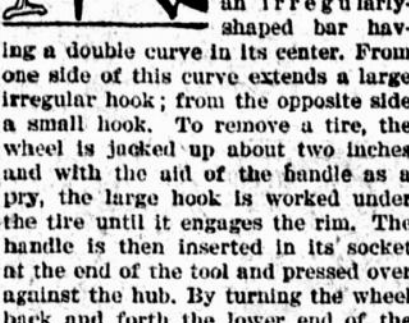 an irregularly-
shaped bar hav-
ing a double curve in its center. From
one side of this curve extends a large
irregular hook; from the opposite side
a small hook. To remove a tire, the
wheel is jacked up about two inches
and with the aid of the handle as a
pry, the large hook is worked under
the tire until it engages the rim. The
handle is then inserted in its socket
at the end of the tool and pressed over
against the hub. By turning the wheel
back and forth the lower end of the